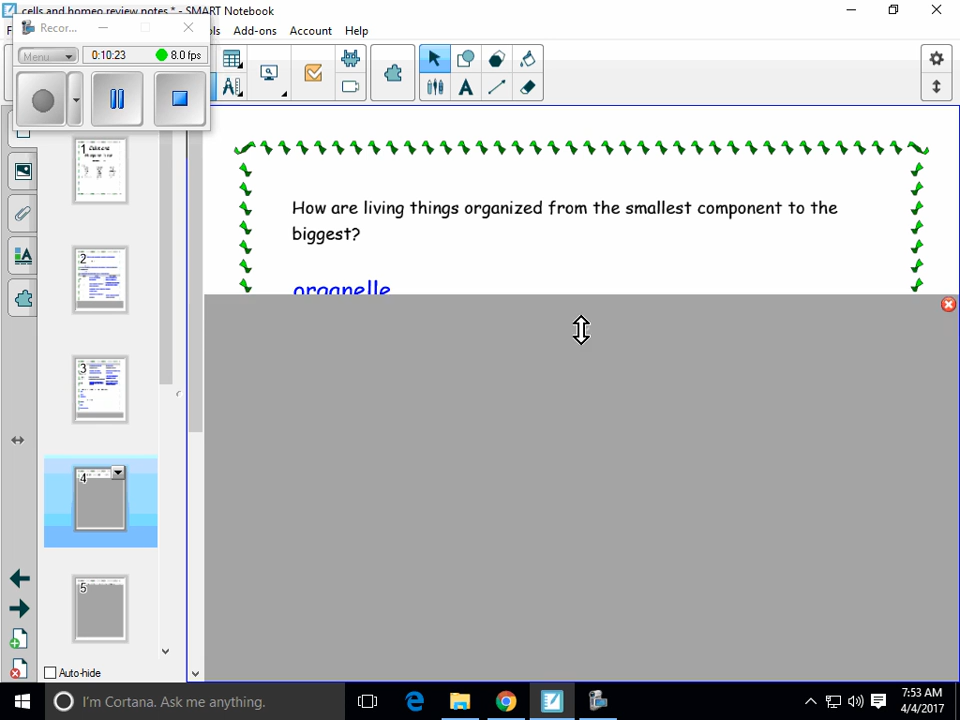 cells and homeo review notes * - SMART Notebook
Recor...
Add-ons
Account
Help
Menu
0:10:23
8.0 fps
1
2
3
4
5
How are living things organized from the smallest component to the
biggest?
organelle
Auto-hide
I'm Cortana. Ask me anything.
7:53 AM
4/4/2017